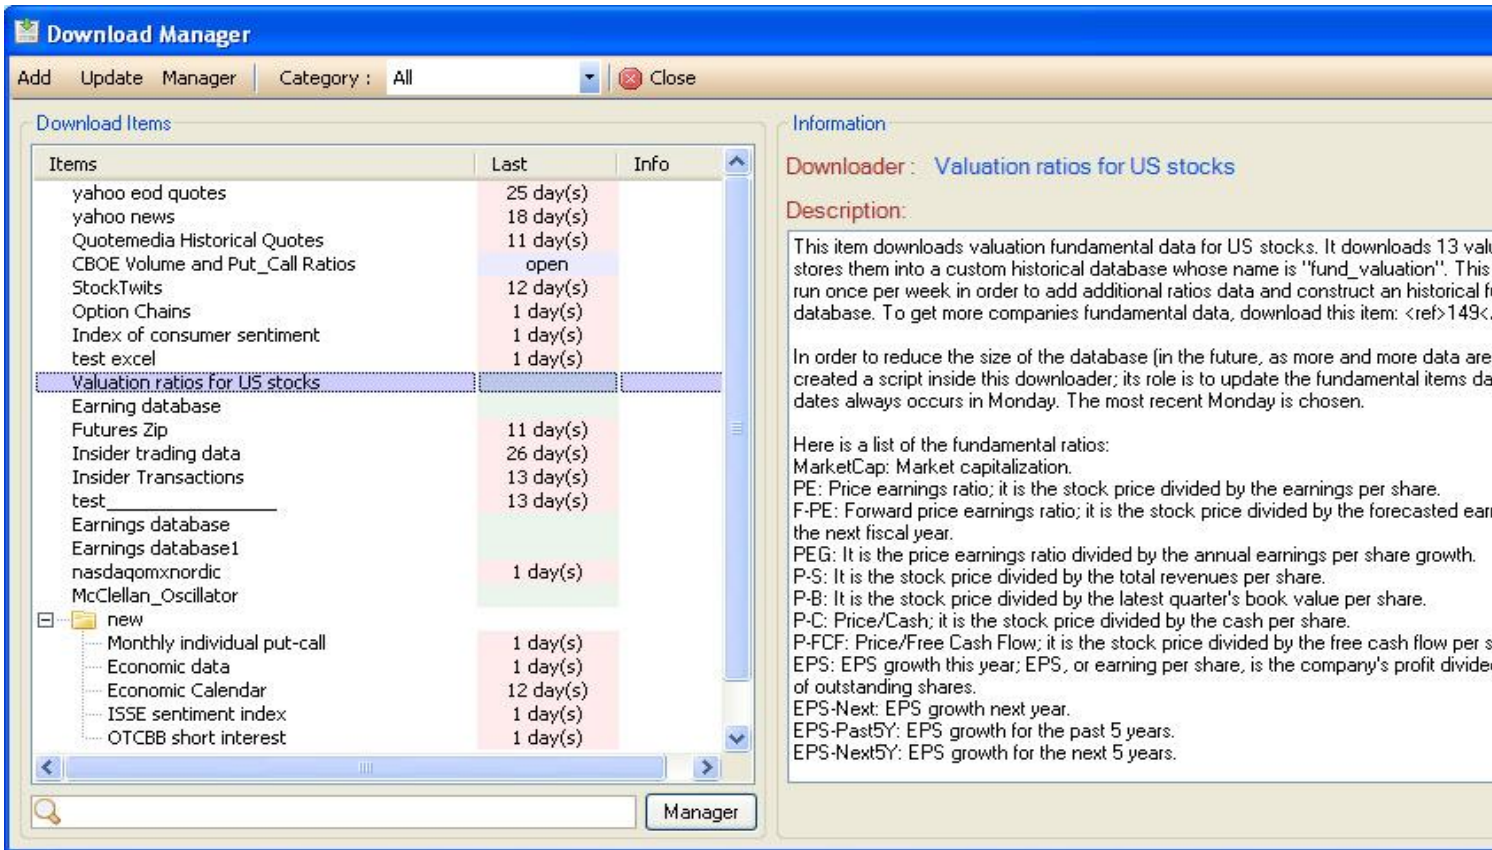 Download Manager
Add Update Manager Category : All Close
Download Items
Items Last Info
yahoo eod quotes 25 day(s)
yahoo news 18 day(s)
Quotemedia Historical Quotes 11 day(s)
CBOE Volume and Put_Call Ratios open
StockTwits 12 day(s)
Option Chains 1 day(s)
Index of consumer sentiment 1 day(s)
test excel 1 day(s)
Valuation ratios for US stocks
Earning database
Futures Zip 11 day(s)
Insider trading data 26 day(s)
Insider Transactions 13 day(s)
test_________________ 13 day(s)
Earnings database
Earnings database1
nasdaqomxnordic 1 day(s)
McClellan_Oscillator
new
Monthly individual put-call 1 day(s)
Economic data 1 day(s)
Economic Calendar 12 day(s)
ISSE sentiment index 1 day(s)
OTCBB short interest 1 day(s)
Manager
Information
Downloader : Valuation ratios for US stocks
Description:
This item downloads valuation fundamental data for US stocks. It downloads 13 valu
stores them into a custom historical database whose name is "fund_valuation". This
run once per week in order to add additional ratios data and construct an historical f
database. To get more companies fundamental data, download this item: <ref>149<
In order to reduce the size of the database (in the future, as more and more data are
created a script inside this downloader; its role is to update the fundamental items da
dates always occurs in Monday. The most recent Monday is chosen.
Here is a list of the fundamental ratios:
MarketCap: Market capitalization.
PE: Price earnings ratio; it is the stock price divided by the earnings per share.
F-PE: Forward price earnings ratio; it is the stock price divided by the forecasted ear
the next fiscal year.
PEG: It is the price earnings ratio divided by the annual earnings per share growth.
P-S: It is the stock price divided by the total revenues per share.
P-B: It is the stock price divided by the latest quarter's book value per share.
P-C: Price/Cash; it is the stock price divided by the cash per share.
P-FCF: Price/Free Cash Flow; it is the stock price divided by the free cash flow per s
EPS: EPS growth this year; EPS, or earning per share, is the company's profit divide
of outstanding shares.
EPS-Next: EPS growth next year.
EPS-Past5Y: EPS growth for the past 5 years.
EPS-Next5Y: EPS growth for the next 5 years.